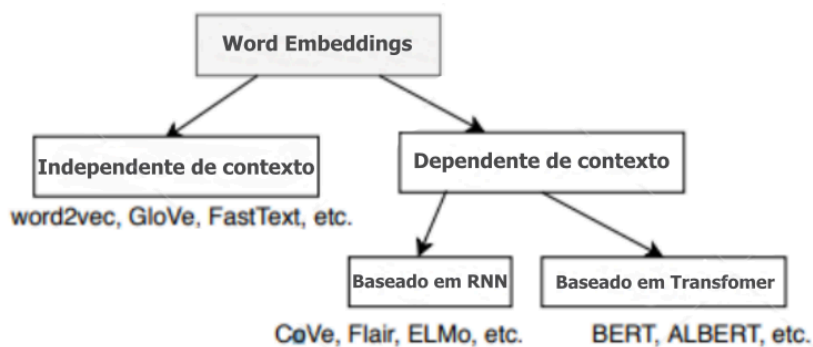 Word Embeddings
Independente de contexto
Dependente de contexto
word2vec, GloVe, FastText, etc.
Baseado em RNN
Baseado em Transfomer
CoVe, Flair, ELMo, etc.
BERT, ALBERT, etc.